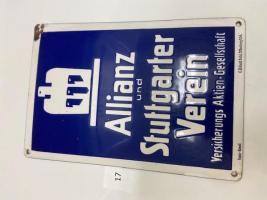 Allianz
und
Stuttgarter
Verein
Versicherungs Aktien-Gesellschaft
17